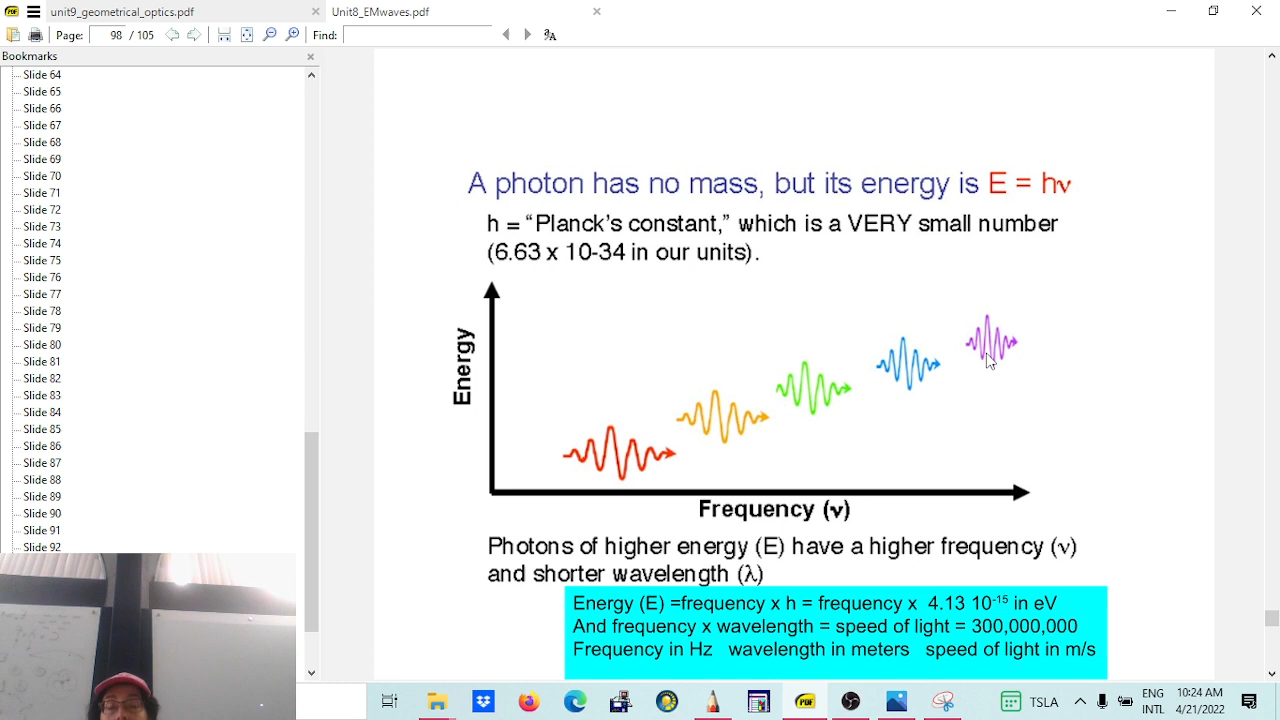 unit9_geometrical_optics.pdf
Unit8_EMwaves.pdf
Page: 98 / 105
Find:
Bookmarks
Slide 64
Slide 65
Slide 66
Slide 67
Slide 68
Slide 69
Slide 70
Slide 71
Slide 72
Slide 73
Slide 74
Slide 75
Slide 76
Slide 77
Slide 78
Slide 79
Slide 80
Slide 81
Slide 82
Slide 83
Slide 84
Slide 85
Slide 86
Slide 87
Slide 88
Slide 89
Slide 90
Slide 91
Slide 92
A photon has no mass, but its energy is E = hν
h = “Planck’s constant,” which is a VERY small number
(6.63 x 10-34 in our units).
Energy
Frequency (ν)
Photons of higher energy (E) have a higher frequency (ν)
and shorter wavelength (λ)
Energy (E) =frequency x h = frequency x 4.13 10⁻¹⁵ in eV
And frequency x wavelength = speed of light = 300,000,000
Frequency in Hz wavelength in meters speed of light in m/s
TSLA
ENG
INTL
10:24 AM
4/21/2022